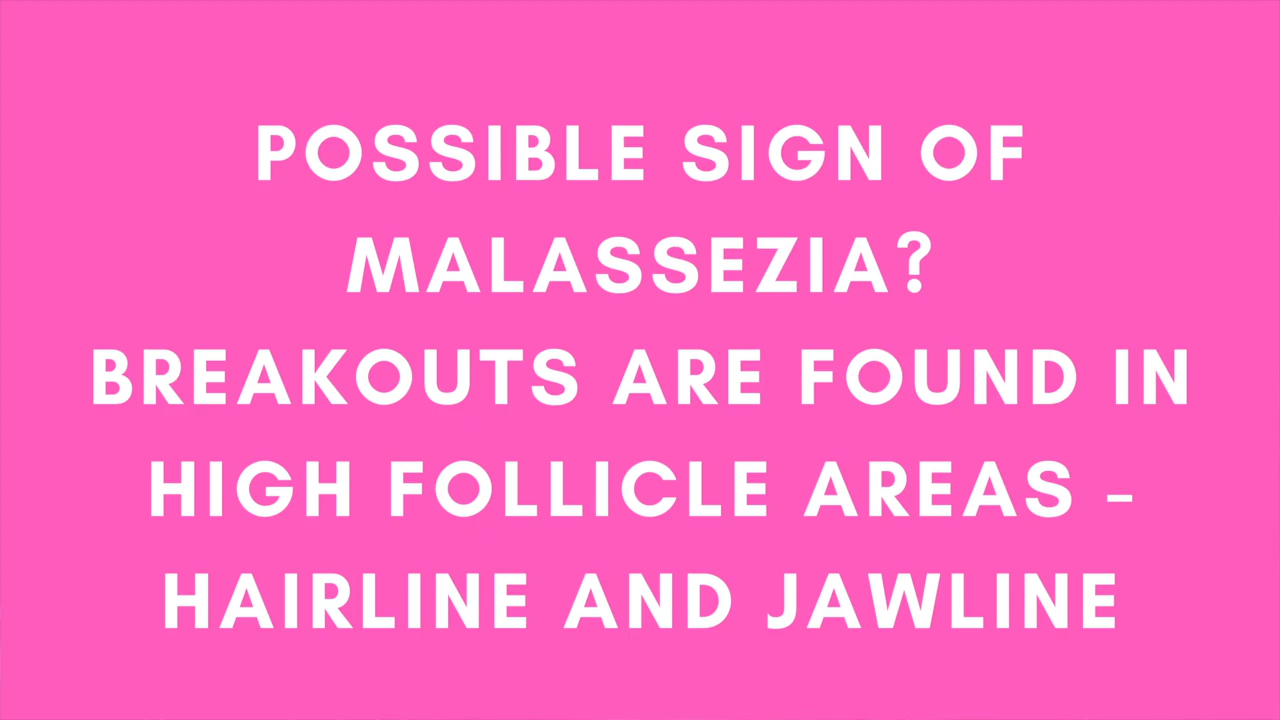 POSSIBLE SIGN OF
MALASSEZIA?
BREAKOUTS ARE FOUND IN
HIGH FOLLICLE AREAS -
HAIRLINE AND JAWLINE